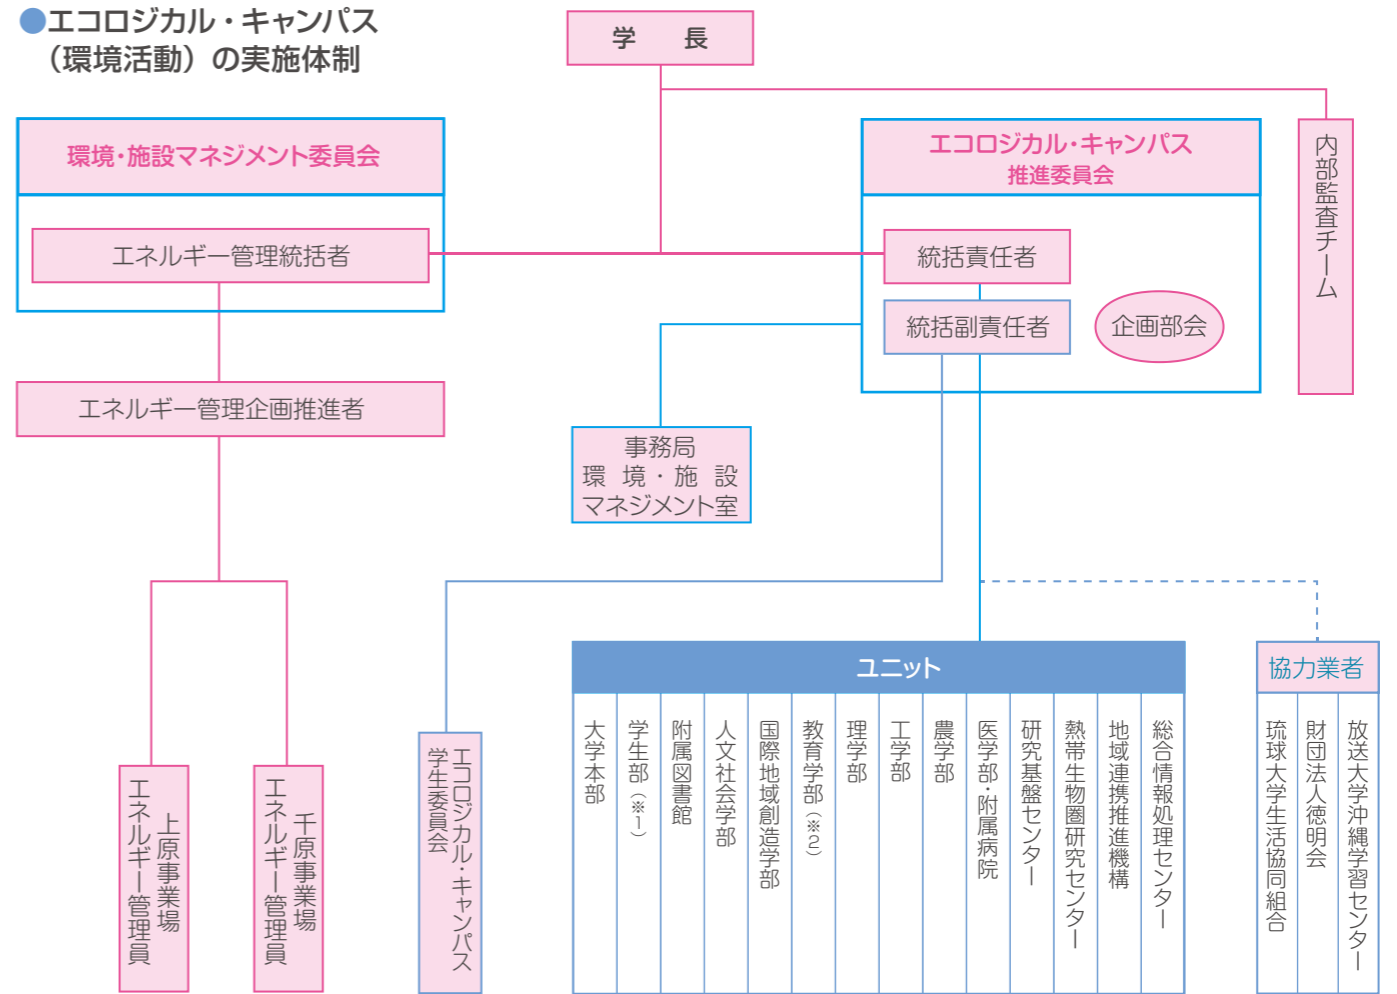 ●エコロジカル・キャンパス
（環境活動）の実施体制
学　長
環境・施設マネジメント委員会
エネルギー管理統括者
エコロジカル・キャンパス
推進委員会
統括責任者
統括副責任者
企画部会
内部監査チーム
エネルギー管理企画推進者
事務局
環境・施設
マネジメント室
上原事業場
エネルギー管理員
千原事業場
エネルギー管理員
エコロジカル・キャンパス
学生委員会
ユニット
大学本部
学生部（※1）
附属図書館
人文社会学部
国際地域創造学部
教育学部（※2）
理学部
工学部
農学部
医学部・附属病院
研究基盤センター
熱帯生物圏研究センター
地域連携推進機構
総合情報処理センター
協力業者
琉球大学生活協同組合
財団法人徳明会
放送大学沖縄学習センター